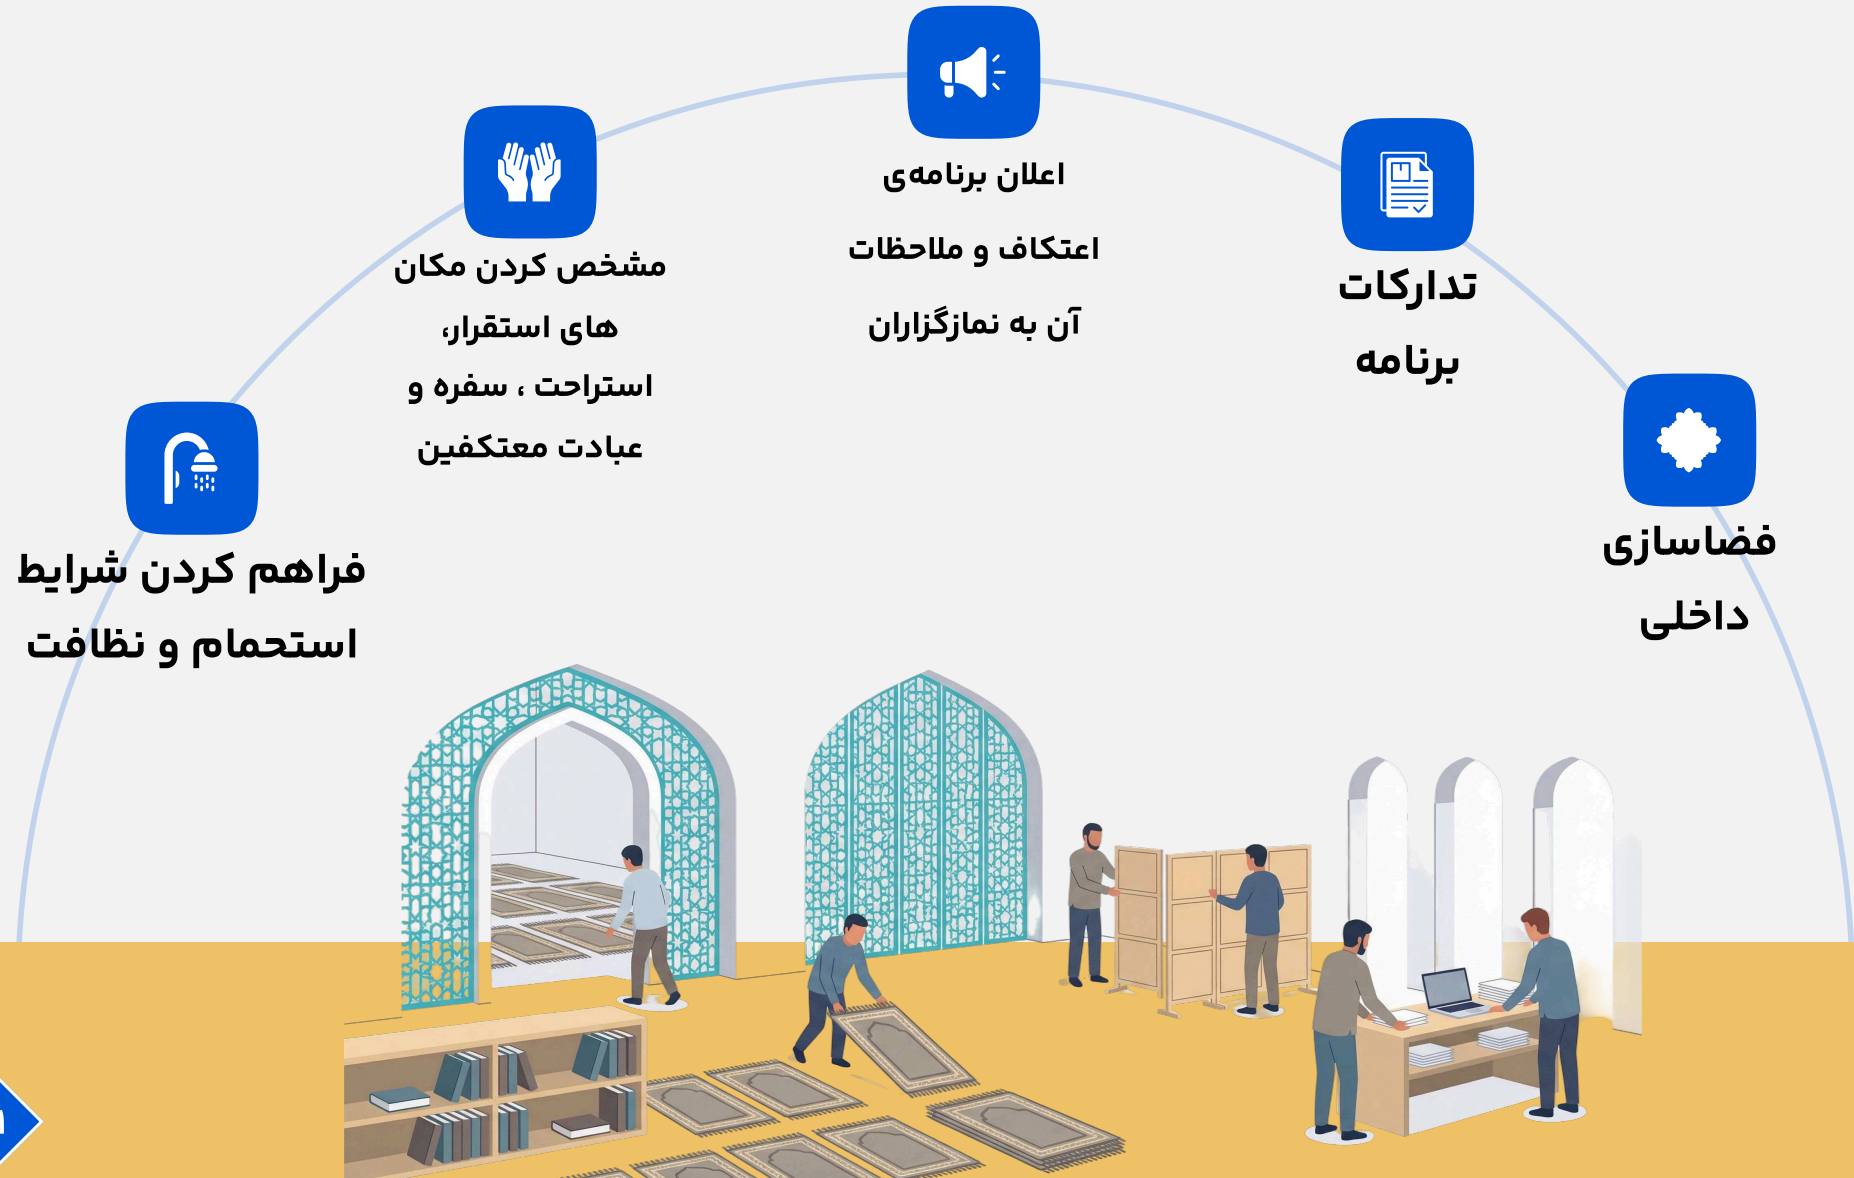 فضاسازی
داخلی
تدارکات
برنامه
اعلان برنامه‌ی
اعتکاف و ملاحظات
آن به نمازگزاران
مشخص کردن مکان
های استقرار،
استراحت ، سفره و
عبادت معتکفین
فراهم کردن شرایط
استحمام و نظافت